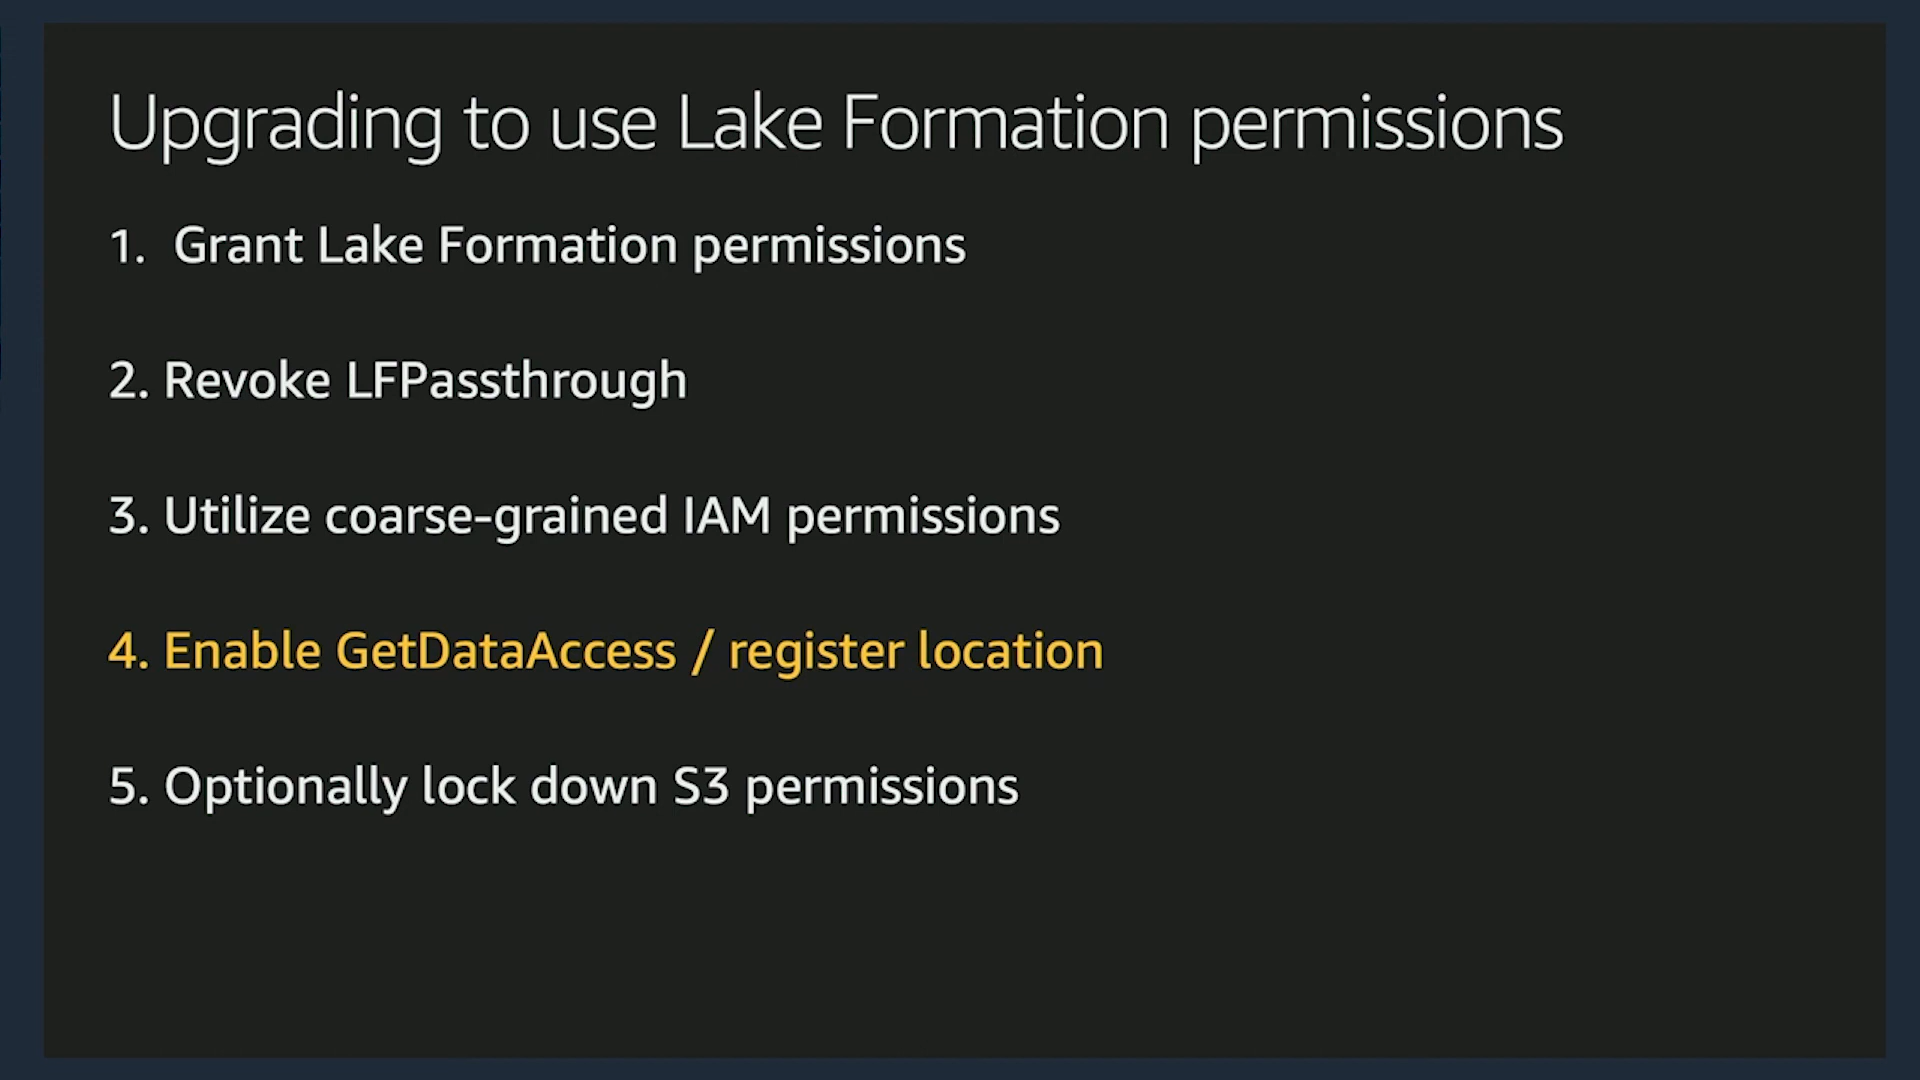 Upgrading to use Lake Formation permissions
1. Grant Lake Formation permissions
2. Revoke LFPassthrough
3. Utilize coarse-grained IAM permissions
4. Enable GetDataAccess / register location
5. Optionally lock down S3 permissions